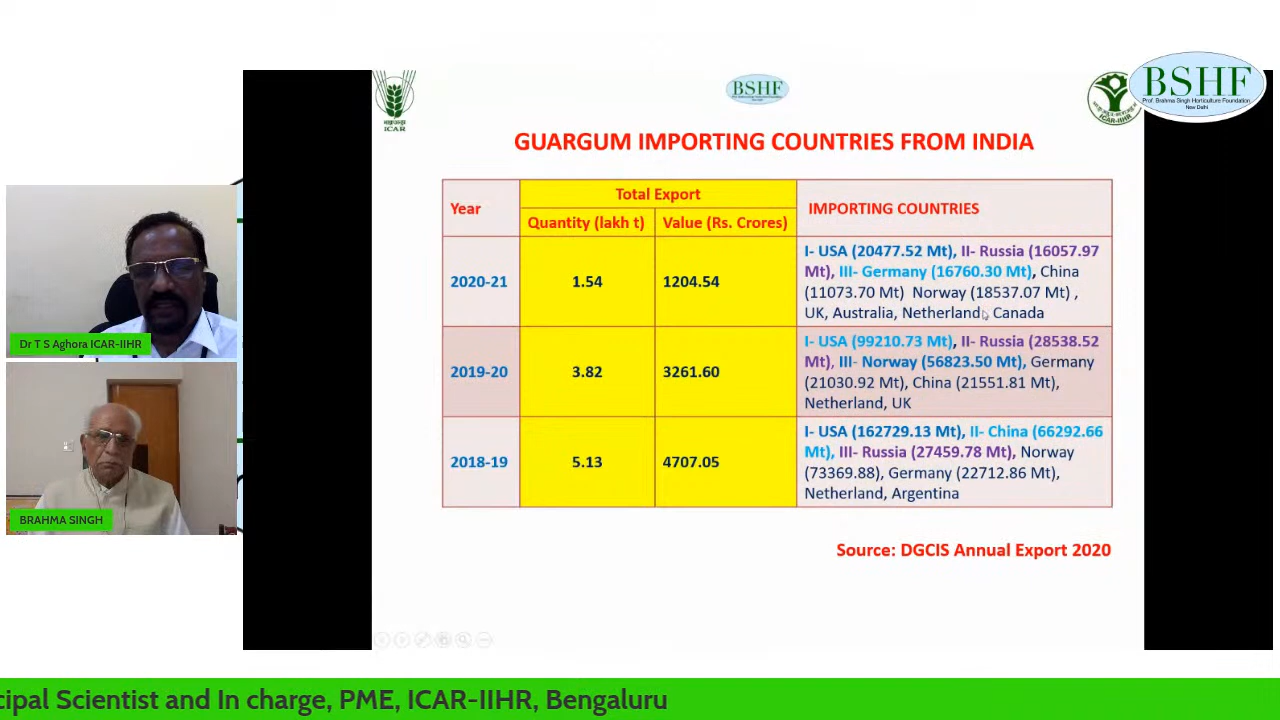 BSHF
Prof. Brahma Singh Horticulture Foundation
New Delhi
BSHF
ICAR
ICAR-IIHR
GUARGUM IMPORTING COUNTRIES FROM INDIA
Year
Total Export
Quantity (lakh t)
Value (Rs. Crores)
IMPORTING COUNTRIES
2020-21
1.54
1204.54
I- USA (20477.52 Mt), II- Russia (16057.97
Mt), III- Germany (16760.30 Mt), China
(11073.70 Mt) Norway (18537.07 Mt) ,
UK, Australia, Netherland, Canada
2019-20
3.82
3261.60
I- USA (99210.73 Mt), II- Russia (28538.52
Mt), III- Norway (56823.50 Mt), Germany
(21030.92 Mt), China (21551.81 Mt),
Netherland, UK
2018-19
5.13
4707.05
I- USA (162729.13 Mt), II- China (66292.66
Mt), III- Russia (27459.78 Mt), Norway
(73369.88), Germany (22712.86 Mt),
Netherland, Argentina
Source: DGCIS Annual Export 2020
Dr T S Aghora ICAR-IIHR
BRAHMA SINGH
cipal Scientist and In charge, PME, ICAR-IIHR, Bengaluru